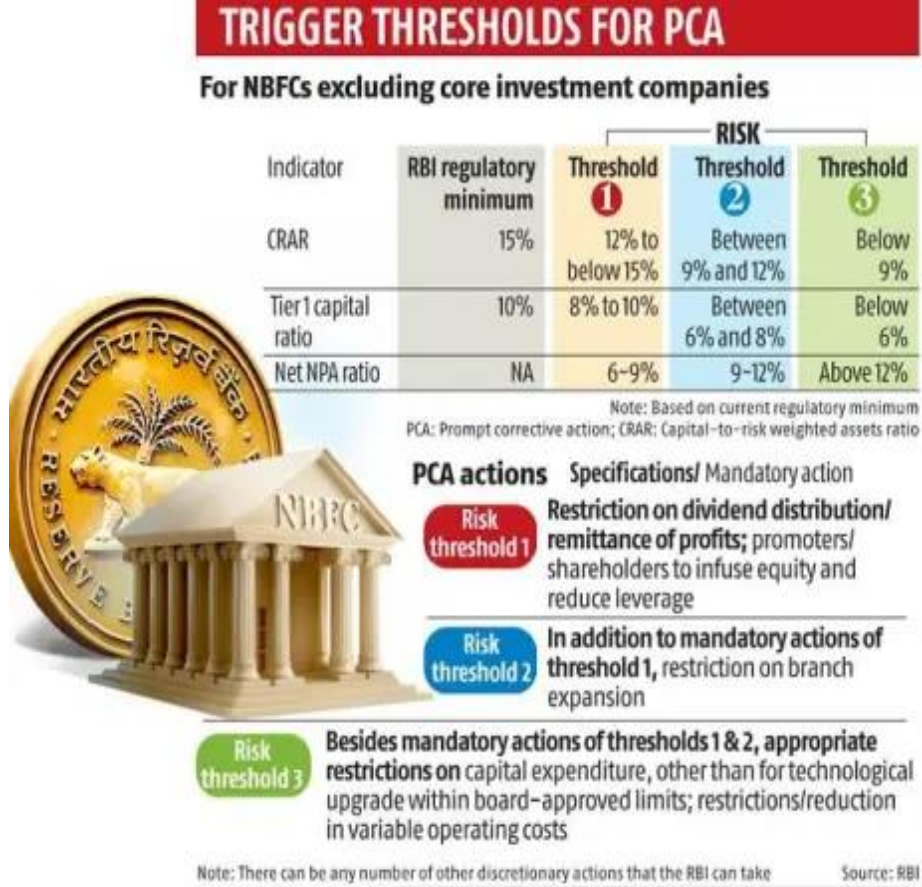 TRIGGER THRESHOLDS FOR PCA
For NBFCs excluding core investment companies
RISK
Indicator RBI regulatory minimum Threshold 1 Threshold 2 Threshold 3
CRAR 15% 12% to below 15% Between 9% and 12% Below 9%
Tier 1 capital ratio 10% 8% to 10% Between 6% and 8% Below 6%
Net NPA ratio NA 6-9% 9-12% Above 12%
Note: Based on current regulatory minimum
PCA: Prompt corrective action; CRAR: Capital-to-risk weighted assets ratio
भारतीय रिज़र्व बैंक
RESERVE
NBFC
PCA actions Specifications/ Mandatory action
Risk threshold 1
Restriction on dividend distribution/
remittance of profits; promoters/
shareholders to infuse equity and
reduce leverage
Risk threshold 2
In addition to mandatory actions of
threshold 1, restriction on branch
expansion
Risk threshold 3
Besides mandatory actions of thresholds 1 & 2, appropriate
restrictions on capital expenditure, other than for technological
upgrade within board-approved limits; restrictions/reduction
in variable operating costs
Note: There can be any number of other discretionary actions that the RBI can take Source: RBI